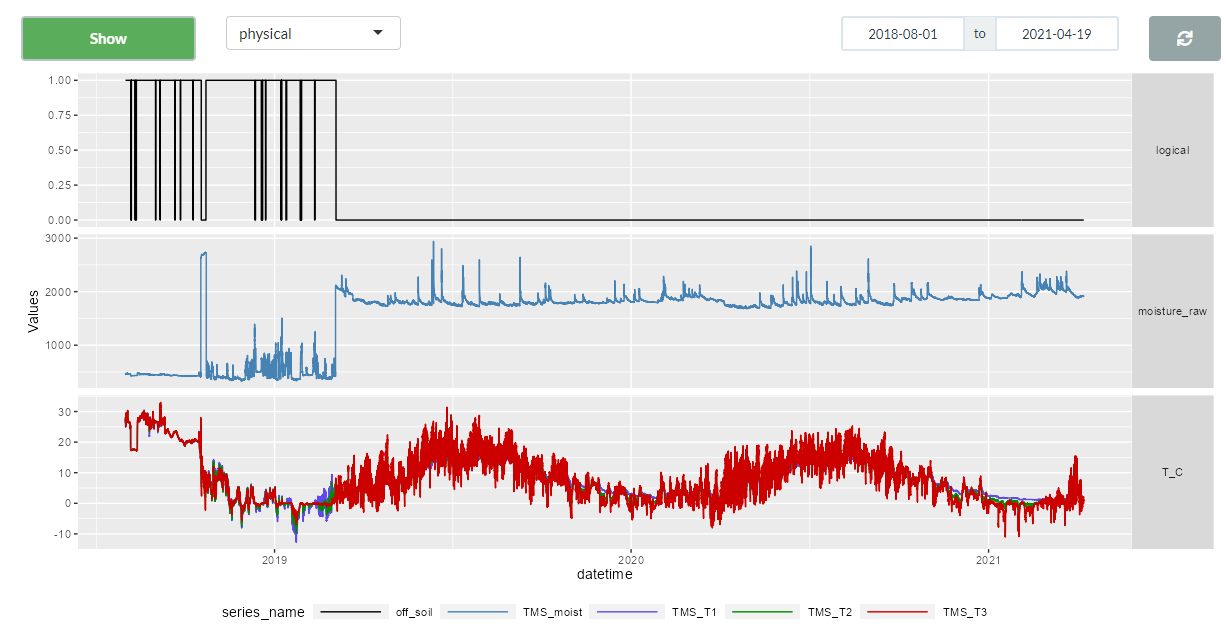 Show physical 2018-08-01 to 2021-04-19
1.00
0.75
0.50
0.25
0.00
logical
3000
2000
1000
moisture_raw
Values
30
20
10
0
-10
T_C
2019 2020 2021
datetime
series_name off_soil TMS_moist TMS_T1 TMS_T2 TMS_T3